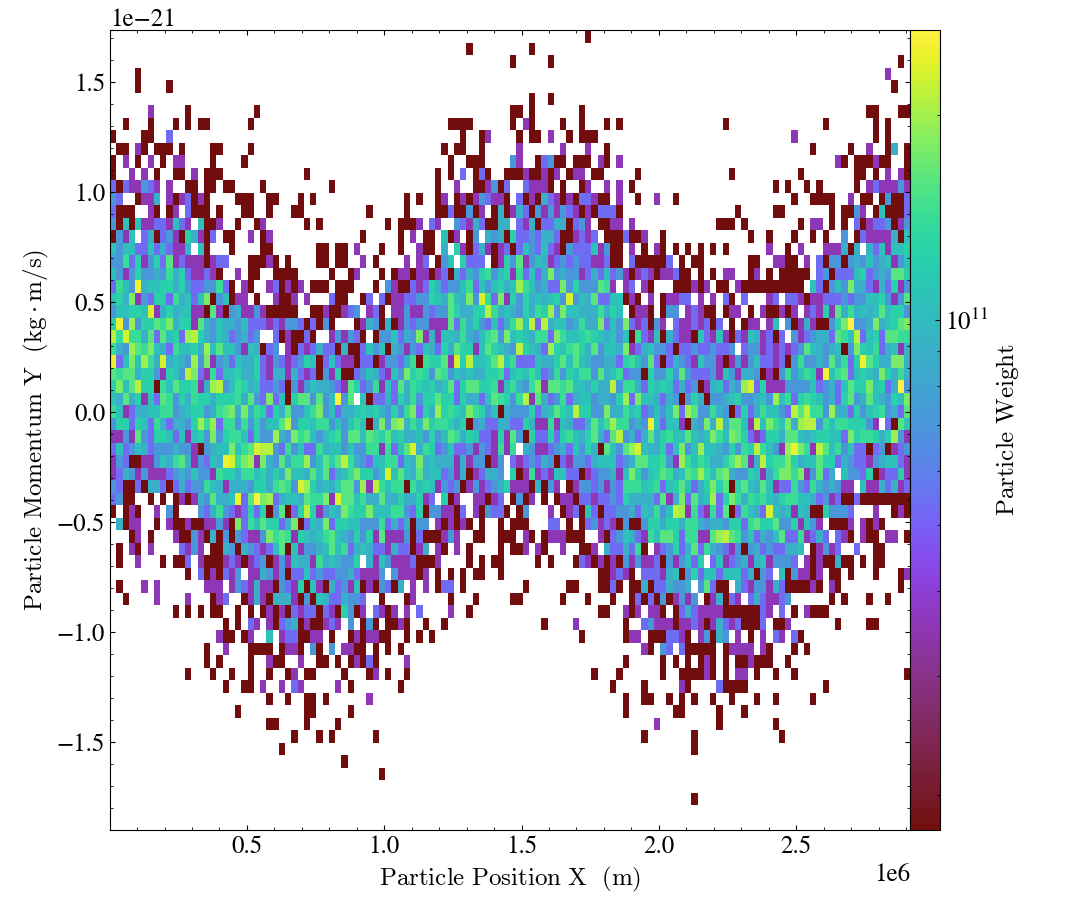 1e−21
1.5
1.0
0.5
0.0
−0.5
−1.0
−1.5
Particle Momentum Y (kg · m/s)
0.5
1.0
1.5
2.0
2.5
1e6
Particle Position X (m)
10¹¹
Particle Weight